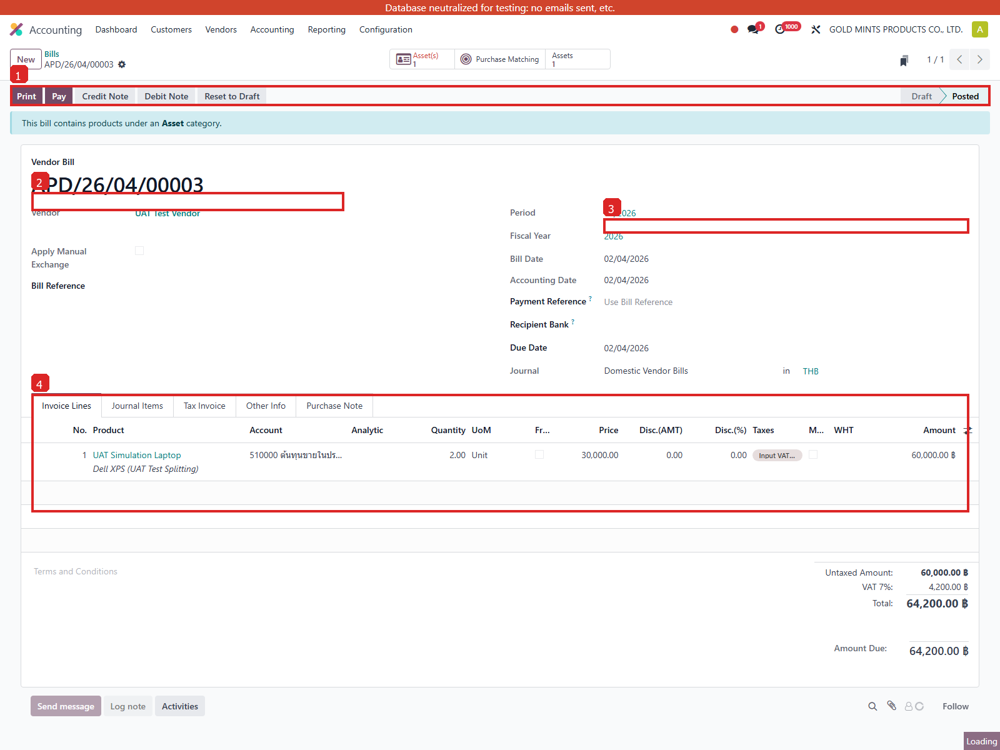 Database neutralized for testing: no emails sent, etc.
Accounting Dashboard Customers Vendors Accounting Reporting Configuration 1 1000 GOLD MINTS PRODUCTS CO., LTD. A
New
Bills
APD/26/04/00003
Asset(s)
1
Purchase Matching
Assets
1
1 / 1
1
Print Pay Credit Note Debit Note Reset to Draft Draft Posted
This bill contains products under an Asset category.
Vendor Bill
2
APD/26/04/00003
Vendor UAT Test Vendor
Apply Manual
Exchange
Bill Reference
3
Period 2026
Fiscal Year 2026
Bill Date 02/04/2026
Accounting Date 02/04/2026
Payment Reference ? Use Bill Reference
Recipient Bank ?
Due Date 02/04/2026
Journal Domestic Vendor Bills in THB
4
Invoice Lines Journal Items Tax Invoice Other Info Purchase Note
No. Product Account Analytic Quantity UoM Fr... Price Disc.(AMT) Disc.(%) Taxes M... WHT Amount
1 UAT Simulation Laptop 510000 ต้นทุนขายในปร... 2.00 Unit 30,000.00 0.00 0.00 Input VAT... 60,000.00 ฿
Dell XPS (UAT Test Splitting)
Terms and Conditions
Untaxed Amount: 60,000.00 ฿
VAT 7%: 4,200.00 ฿
Total: 64,200.00 ฿
Amount Due: 64,200.00 ฿
Send message Log note Activities Follow
Loading